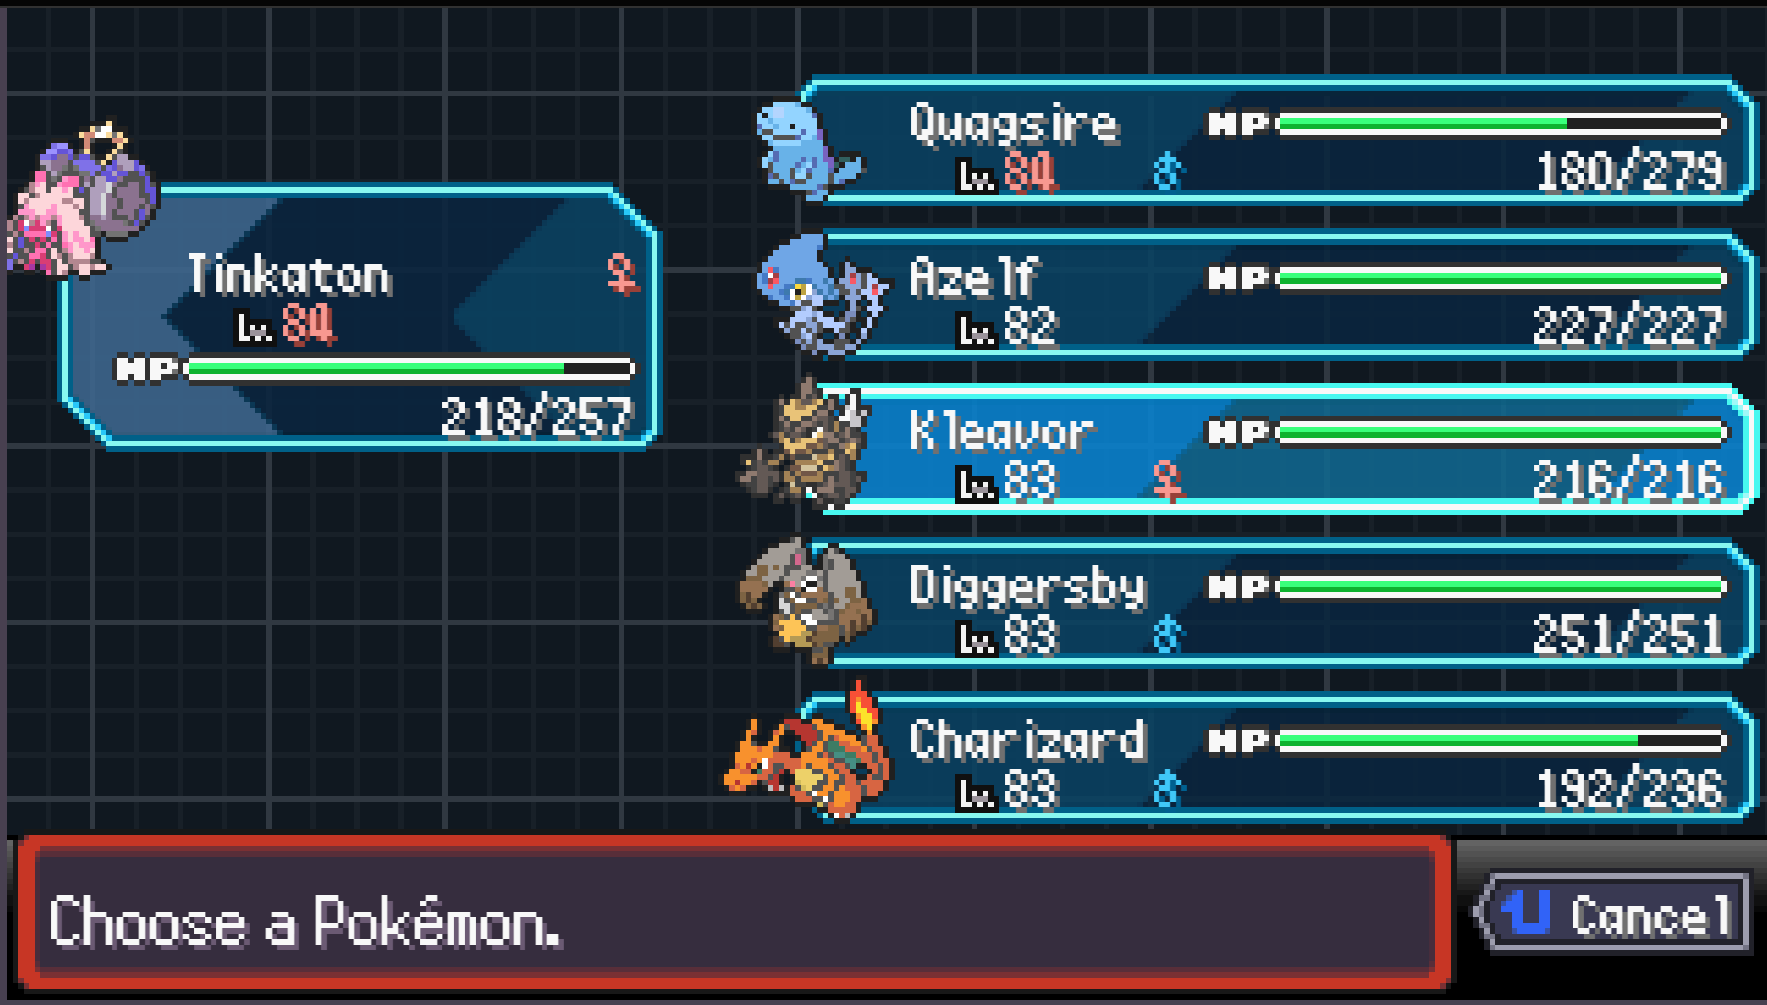 Tinkaton
Lv. 84
HP
218/257
Quagsire HP
Lv. 84 180/279
Azelf HP
Lv. 82 227/227
Kleavor HP
Lv. 83 ♀ 216/216
Diggersby HP
Lv. 83 ♂ 251/251
Charizard HP
Lv. 83 ♂ 192/236
Choose a Pokémon.
Cancel